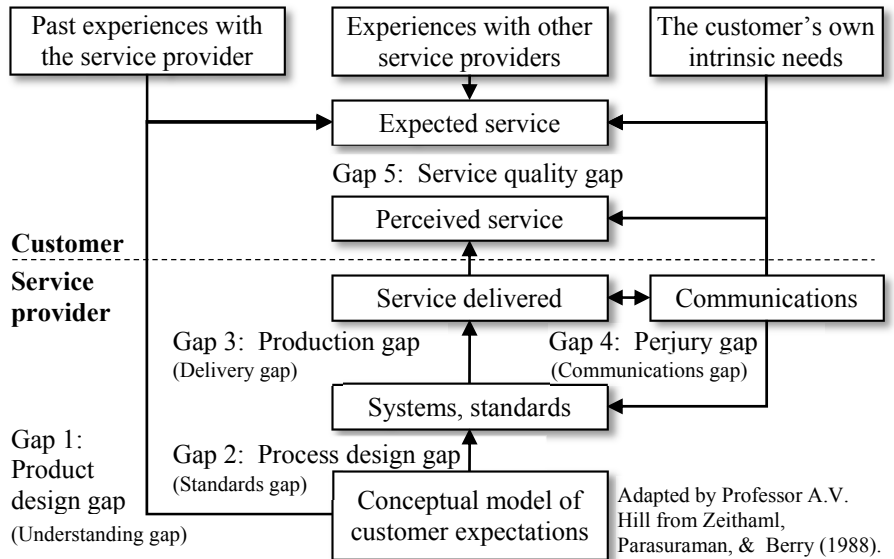 Past experiences with
the service provider
Experiences with other
service providers
The customer’s own
intrinsic needs
Expected service
Gap 5: Service quality gap
Perceived service
Customer
Service
provider
Service delivered
Communications
Gap 3: Production gap
(Delivery gap)
Gap 4: Perjury gap
(Communications gap)
Systems, standards
Gap 1:
Product
design gap
(Understanding gap)
Gap 2: Process design gap
(Standards gap)
Conceptual model of
customer expectations
Adapted by Professor A.V.
Hill from Zeithaml,
Parasuraman, & Berry (1988).